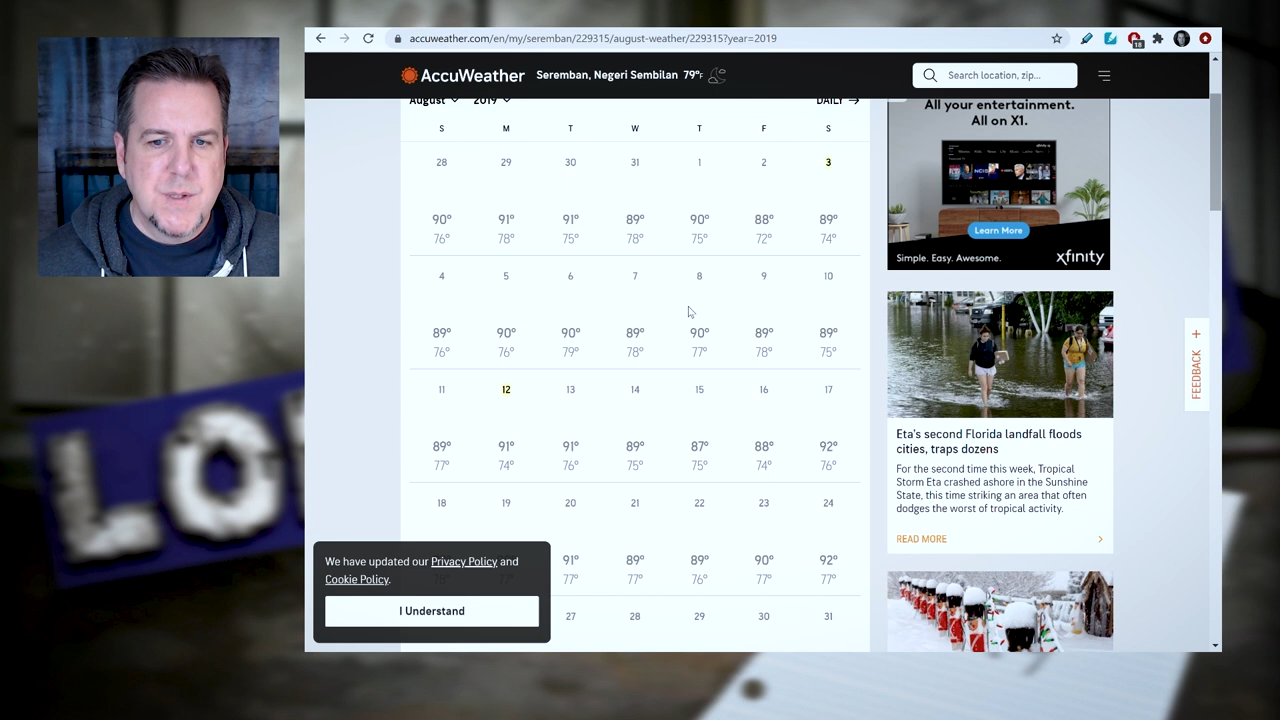 accuweather.com/en/my/seremban/229315/august-weather/229315?year=2019
18
AccuWeather Seremban, Negeri Sembilan 79°F Search location, zip...
August 2019 DAILY →
S M T W T F S
28 29 30 31 1 2 3
90° 91° 91° 89° 90° 88° 89°
76° 78° 75° 78° 75° 72° 74°
4 5 6 7 8 9 10
89° 90° 90° 89° 90° 89° 89°
76° 76° 79° 78° 77° 78° 75°
11 12 13 14 15 16 17
89° 91° 91° 89° 87° 88° 92°
77° 74° 76° 75° 75° 74° 76°
18 19 20 21 22 23 24
91° 89° 89° 90° 92°
77° 77° 76° 77° 77°
27 28 29 30 31
We have updated our Privacy Policy and
Cookie Policy.
I Understand
All your entertainment.
All on X1.
Learn More
Simple. Easy. Awesome. xfinity
Eta's second Florida landfall floods
cities, traps dozens
For the second time this week, Tropical
Storm Eta crashed ashore in the Sunshine
State, this time striking an area that often
dodges the worst of tropical activity.
READ MORE >
FEEDBACK +
LO